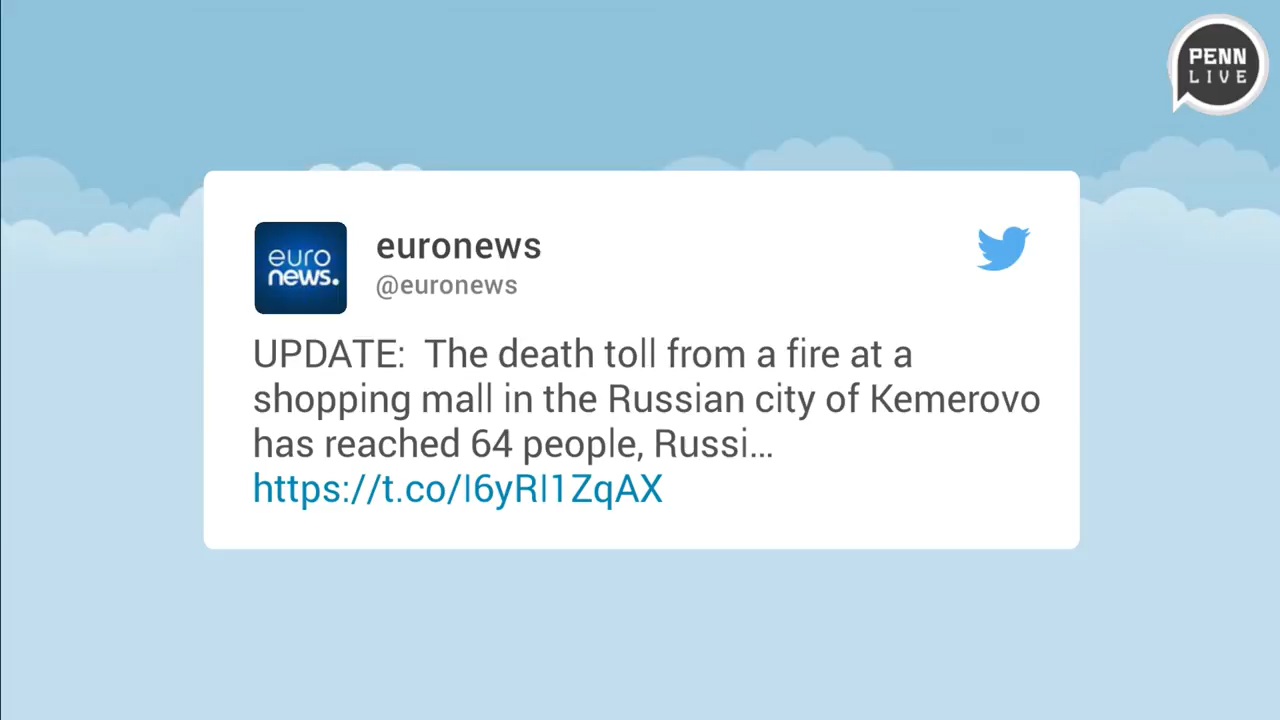 PENN
LIVE
euro
news.
euronews
@euronews
UPDATE:  The death toll from a fire at a
shopping mall in the Russian city of Kemerovo
has reached 64 people, Russi...
https://t.co/I6yRI1ZqAX